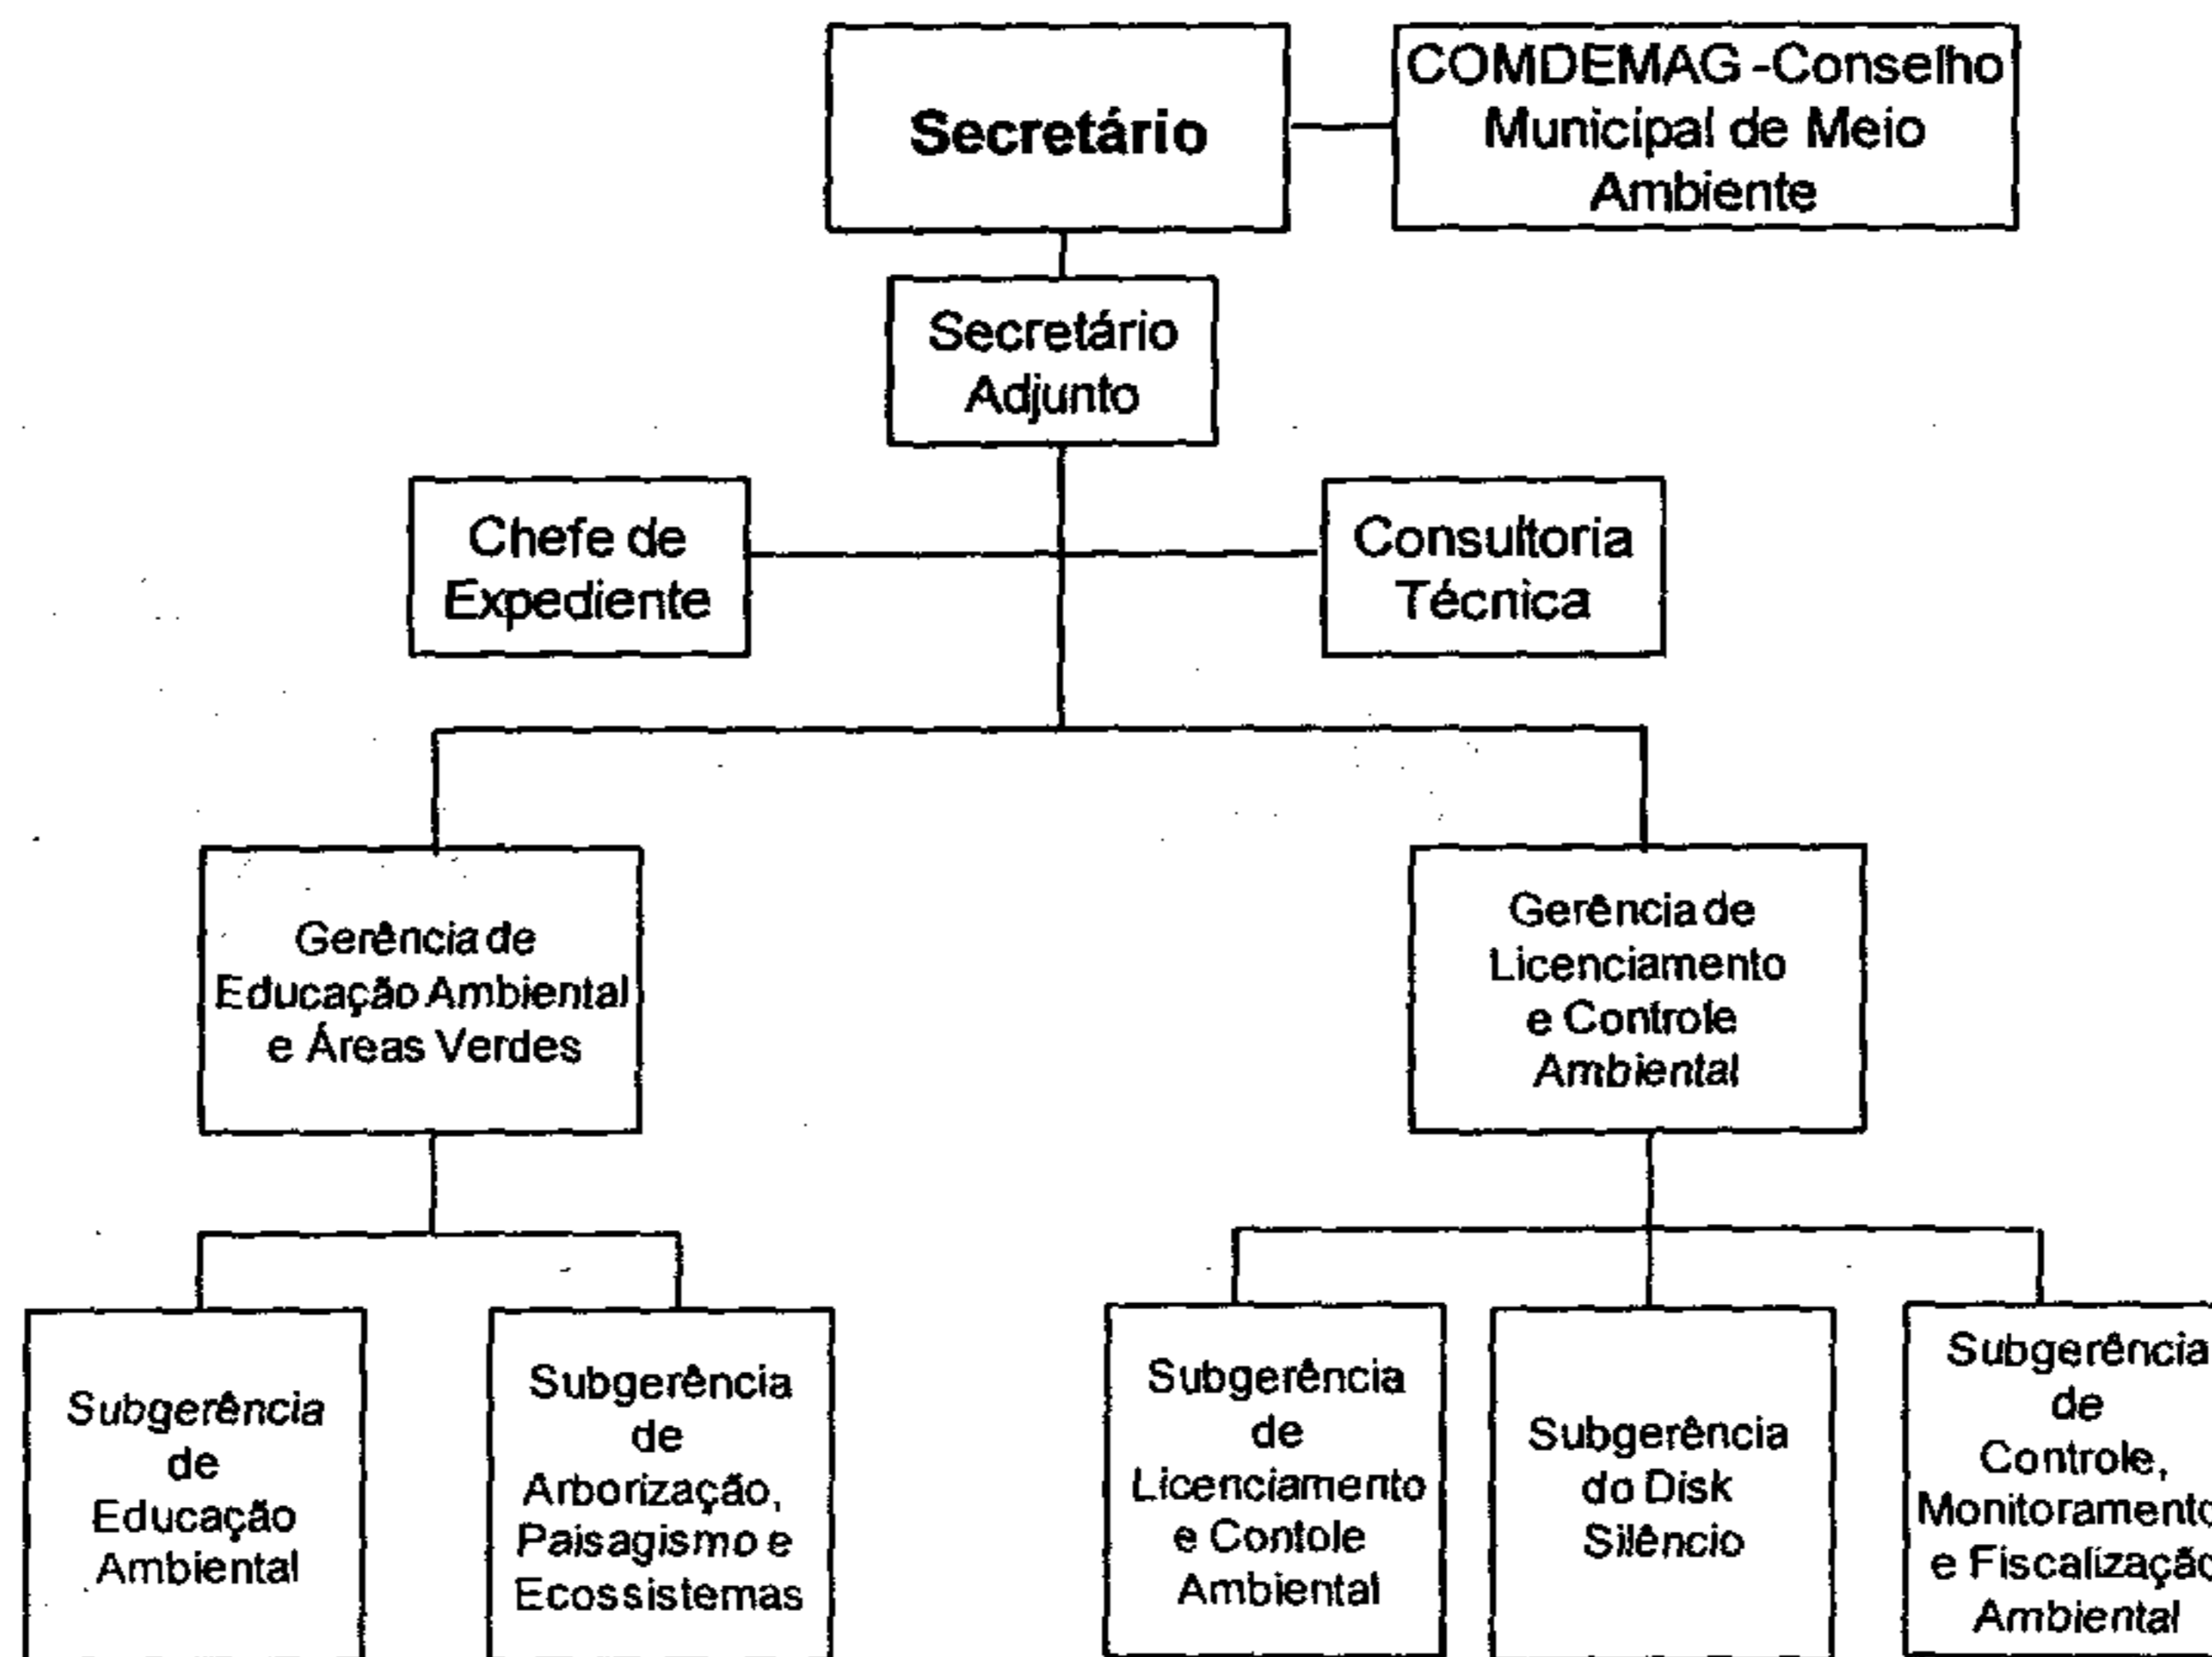 Secretário
COMDEMAG -Conselho
Municipal de Meio
Ambiente
Secretário
Adjunto
Chefe de
Expediente
Consultoria
Técnica
Gerência de
Educação Ambiental
e Áreas Verdes
Gerência de
Licenciamento
e Controle
Ambiental
Subgerência
de
Educação
Ambiental
Subgerência
de
Arborização,
Paisagismo e
Ecossistemas
Subgerência
de
Licenciamento
e Contole
Ambiental
Subgerência
do Disk
Silêncio
Subgerência
de
Controle,
Monitoramento
e Fiscalização
Ambiental